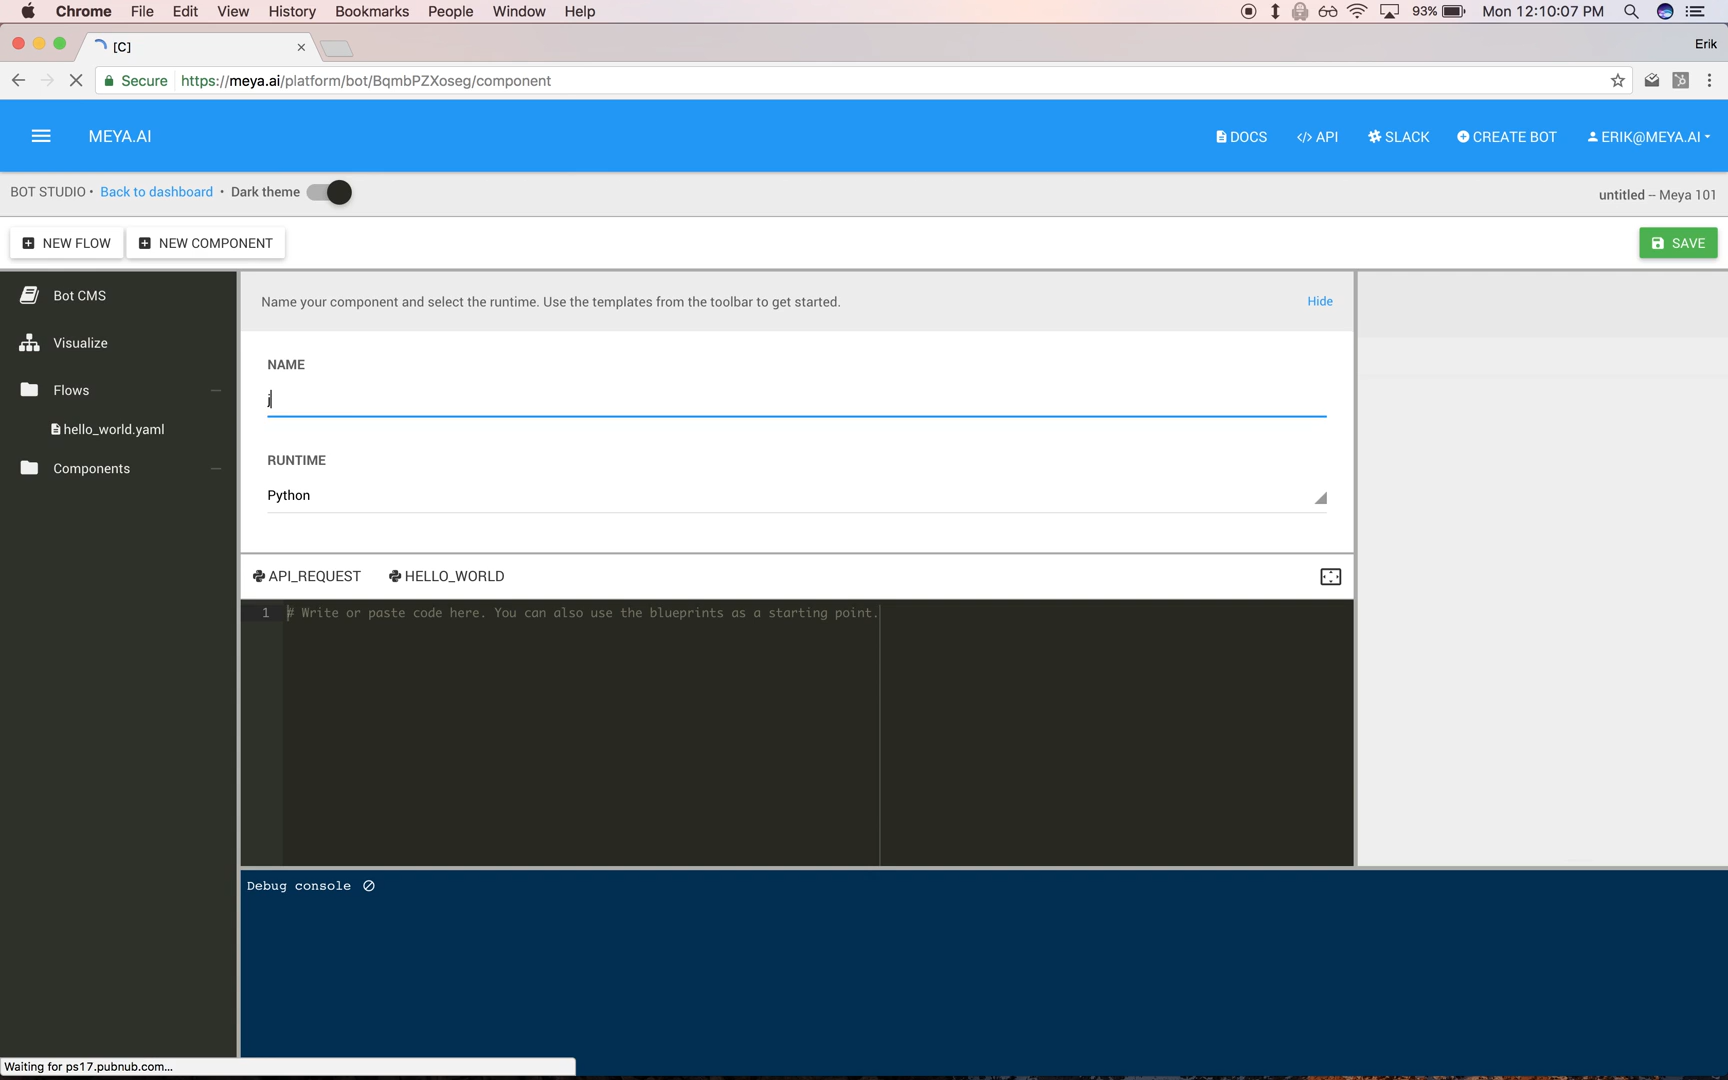 Chrome File Edit View History Bookmarks People Window Help 93% Mon 12:10:07 PM
[C] Erik
Secure https://meya.ai/platform/bot/BqmbPZXoseg/component
MEYA.AI DOCS </> API SLACK CREATE BOT ERIK@MEYA.AI
BOT STUDIO • Back to dashboard • Dark theme untitled -- Meya 101
NEW FLOW NEW COMPONENT SAVE
Bot CMS
Visualize
Flows
hello_world.yaml
Components
Name your component and select the runtime. Use the templates from the toolbar to get started. Hide
NAME
j
RUNTIME
Python
API_REQUEST HELLO_WORLD
1 # Write or paste code here. You can also use the blueprints as a starting point.
Debug console
Waiting for ps17.pubnub.com...